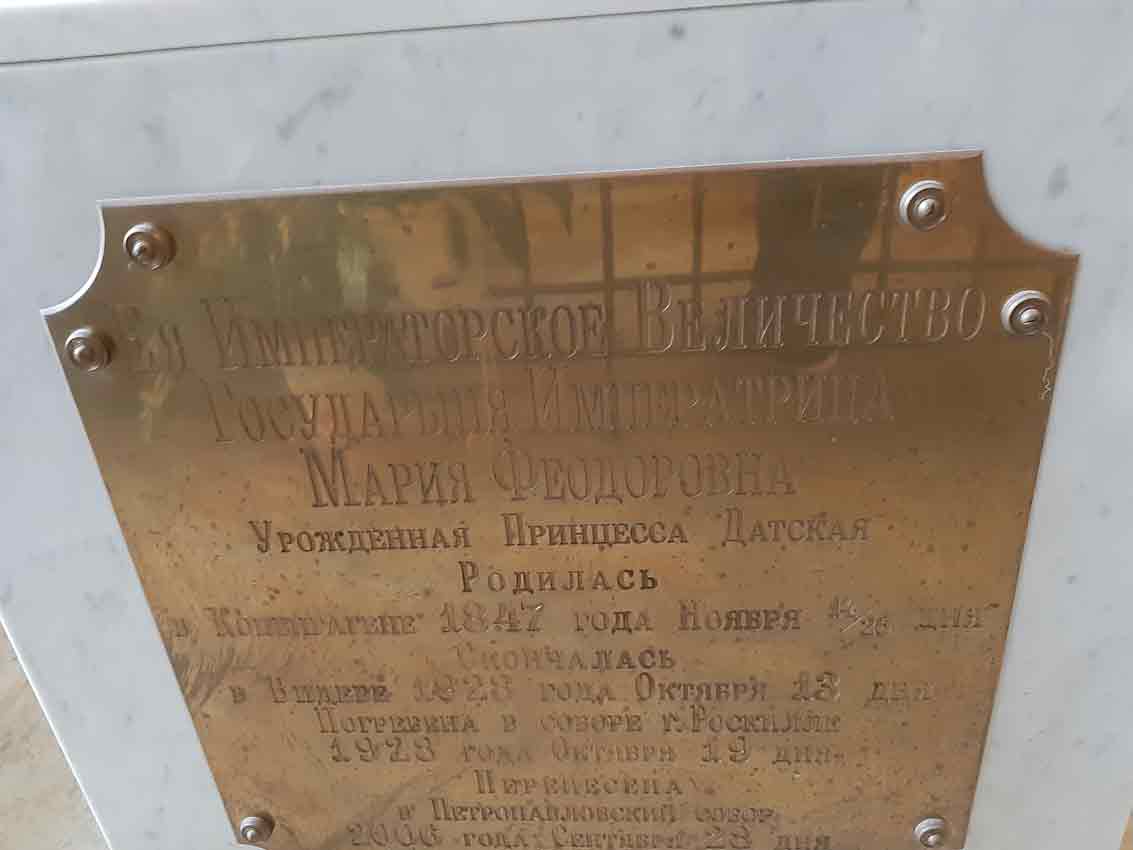 Ея Императорское Величество
Государыня Императрица
Мария Феодоровна
Урожденная Принцесса Датская
Родилась
в Копенгагене 1847 года Ноября 14/26 дня
Скончалась
в Видере 1928 года Октября 13 дня
Погребена в соборе г. Роскилле
1928 года Октября 19 дня.
Перенесена
в Петропавловский собор
2006 года Сентября 28 дня